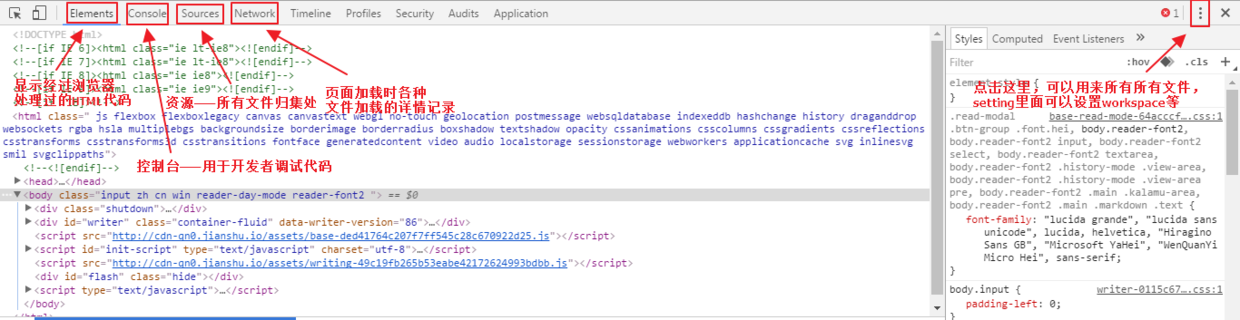 Elements Console Sources Network Timeline Profiles Security Audits Application 1
<!DOCTYPE html>
<!--[if IE 6]><html class="ie lt-ie8"><![endif]-->
<!--[if IE 7]><html class="ie lt-ie8"><![endif]-->
<!--[if IE 8]><html class="ie ie8"><![endif]-->
ie ie9"><![endif]-->
显示经过浏览器
处理过的HTML代码
资源——所有文件归集处
页面加载时各种
文件加载的详情记录
<html class=" js flexbox flexboxlegacy canvas canvastext webgl no-touch geolocation postmessage websqldatabase indexeddb hashchange history draganddrop
websockets rgba hsla multiplebgs backgroundsize borderimage borderradius boxshadow textshadow opacity cssanimations csscolumns cssgradients cssreflections
csstransforms csstransforms3d csstransitions fontface generatedcontent video audio localstorage sessionstorage webworkers applicationcache svg inlinesvg
smil svgclippaths">
控制台——用于开发者调试代码
<!--<![endif]-->
<head>…</head>
<body class="input zh cn win reader-day-mode reader-font2 "> == $0
<div class="shutdown">…</div>
<div id="writer" class="container-fluid" data-writer-version="86">…</div>
<script src="http://cdn-qn0.jianshu.io/assets/base-ded41764c207f7ff545c28c670922d25.js"></script>
<script id="init-script" type="text/javascript" charset="utf-8">…</script>
<script src="http://cdn-qn0.jianshu.io/assets/writing-49c19fb265b53eabe42172624993bdbb.js"></script>
<div id="flash" class="hide"></div>
<script type="text/javascript">…</script>
</body>
</html>
Styles Computed Event Listeners »
Filter :hov .cls +
element.style {
}
点击这里，可以用来所有所有文件，
setting里面可以设置workspace等
.read-modal base-read-mode-64acccf….css:1
.btn-group .font.hei, body.reader-font2,
body.reader-font2 input, body.reader-font2
select, body.reader-font2 textarea,
body.reader-font2 .history-mode .view-area,
body.reader-font2 .history-mode .view-area
pre, body.reader-font2 .main .kalamu-area,
body.reader-font2 .main .markdown .text {
font-family: "lucida grande", "lucida sans
unicode", lucida, helvetica, "Hiragino
Sans GB", "Microsoft YaHei", "WenQuanYi
Micro Hei", sans-serif;
}
body.input { writer-0115c67….css:1
padding-left: 0;
}